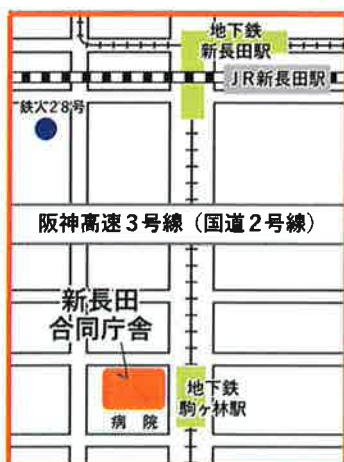 地下鉄
新長田駅
JR新長田駅
鉄人28号
阪神高速3号線（国道2号線）
新長田
合同庁舎
地下鉄
駒ヶ林駅
病 院